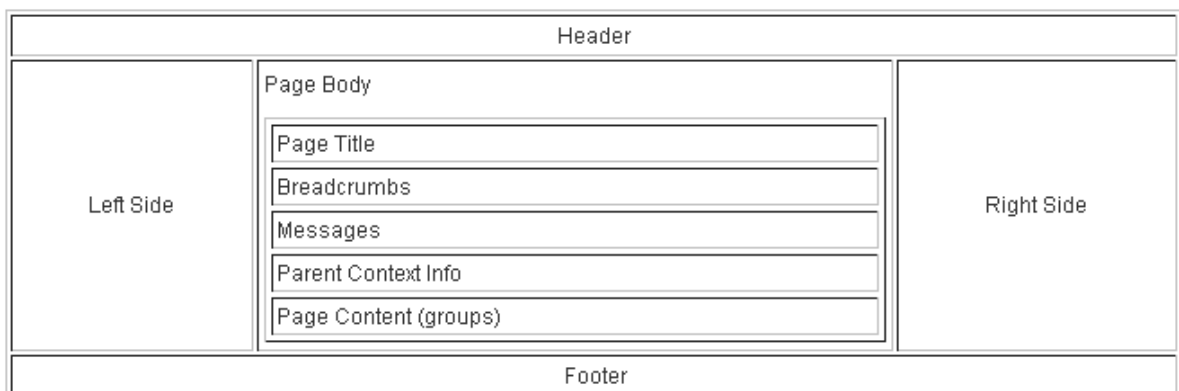 Header
Page Body
Page Title
Breadcrumbs
Left Side
Right Side
Messages
Parent Context Info
Page Content (groups)
Footer